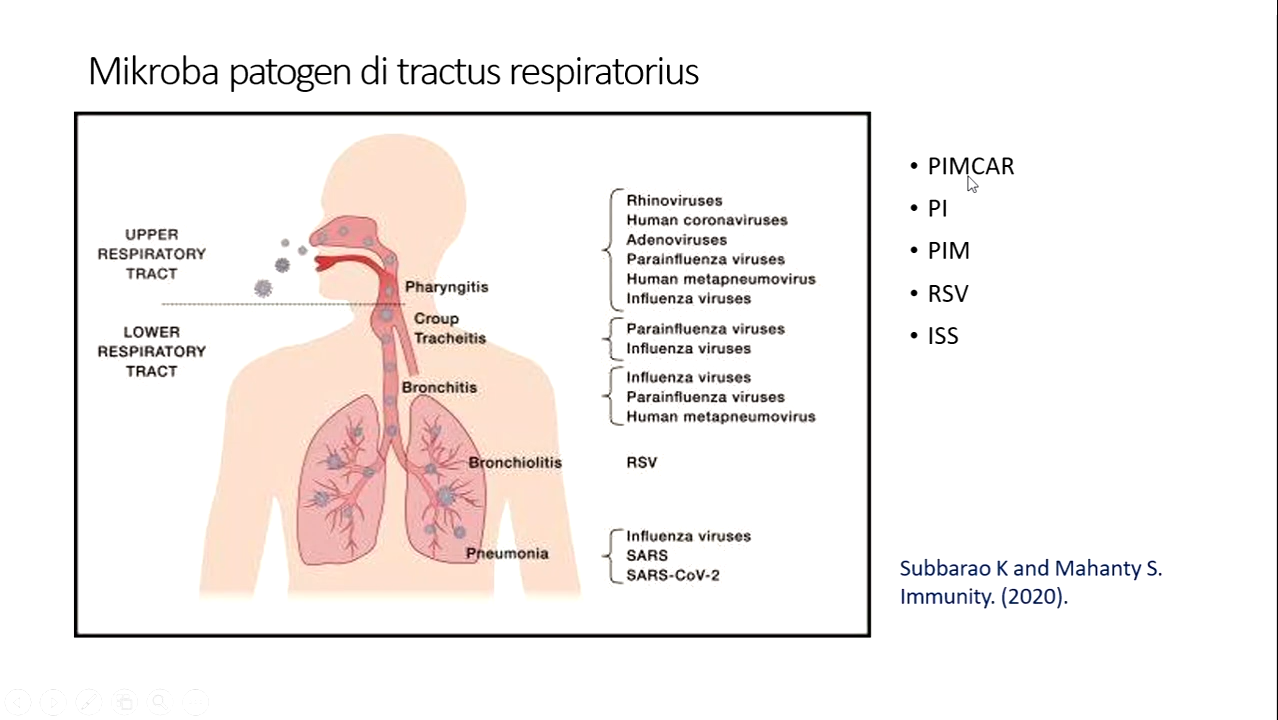 Mikroba patogen di tractus respiratorius
UPPER
RESPIRATORY
TRACT
LOWER
RESPIRATORY
TRACT
Pharyngitis
Croup
Tracheitis
Bronchitis
Bronchiolitis
Pneumonia
Rhinoviruses
Human coronaviruses
Adenoviruses
Parainfluenza viruses
Human metapneumovirus
Influenza viruses
Parainfluenza viruses
Influenza viruses
Influenza viruses
Parainfluenza viruses
Human metapneumovirus
RSV
Influenza viruses
SARS
SARS-CoV-2
• PIMCAR
• PI
• PIM
• RSV
• ISS
Subbarao K and Mahanty S.
Immunity. (2020).